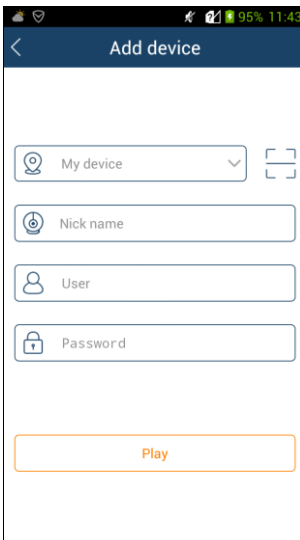 95% 11:43
Add device
My device
Nick name
User
Password
Play